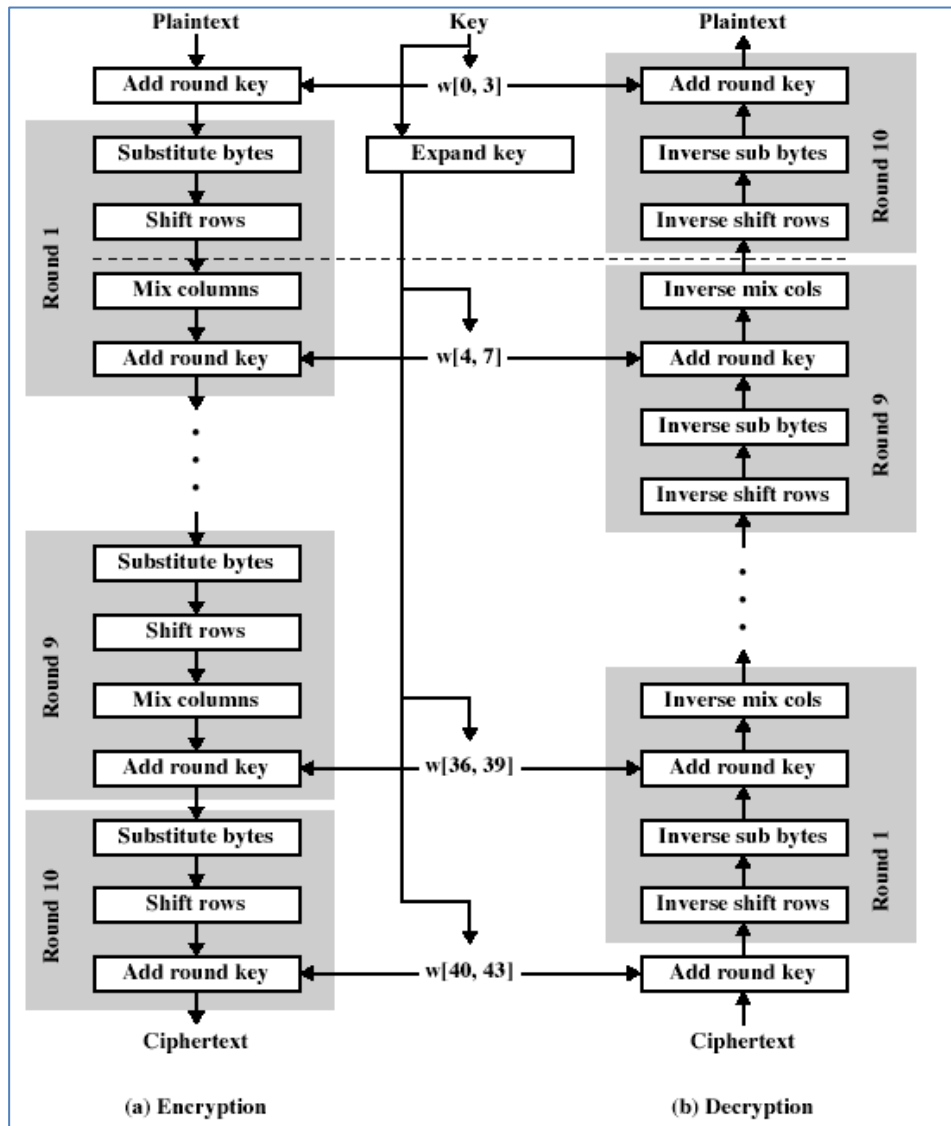 Plaintext
Key
Plaintext
Add round key
w[0, 3]
Add round key
Substitute bytes
Expand key
Inverse sub bytes
Round 10
Shift rows
Inverse shift rows
Round 1
Mix columns
Inverse mix cols
Add round key
w[4, 7]
Add round key
Inverse sub bytes
Round 9
Inverse shift rows
Substitute bytes
Shift rows
Round 9
Mix columns
Inverse mix cols
Add round key
w[36, 39]
Add round key
Substitute bytes
Inverse sub bytes
Round 1
Shift rows
Inverse shift rows
Round 10
Add round key
w[40, 43]
Add round key
Ciphertext
Ciphertext
(a) Encryption
(b) Decryption